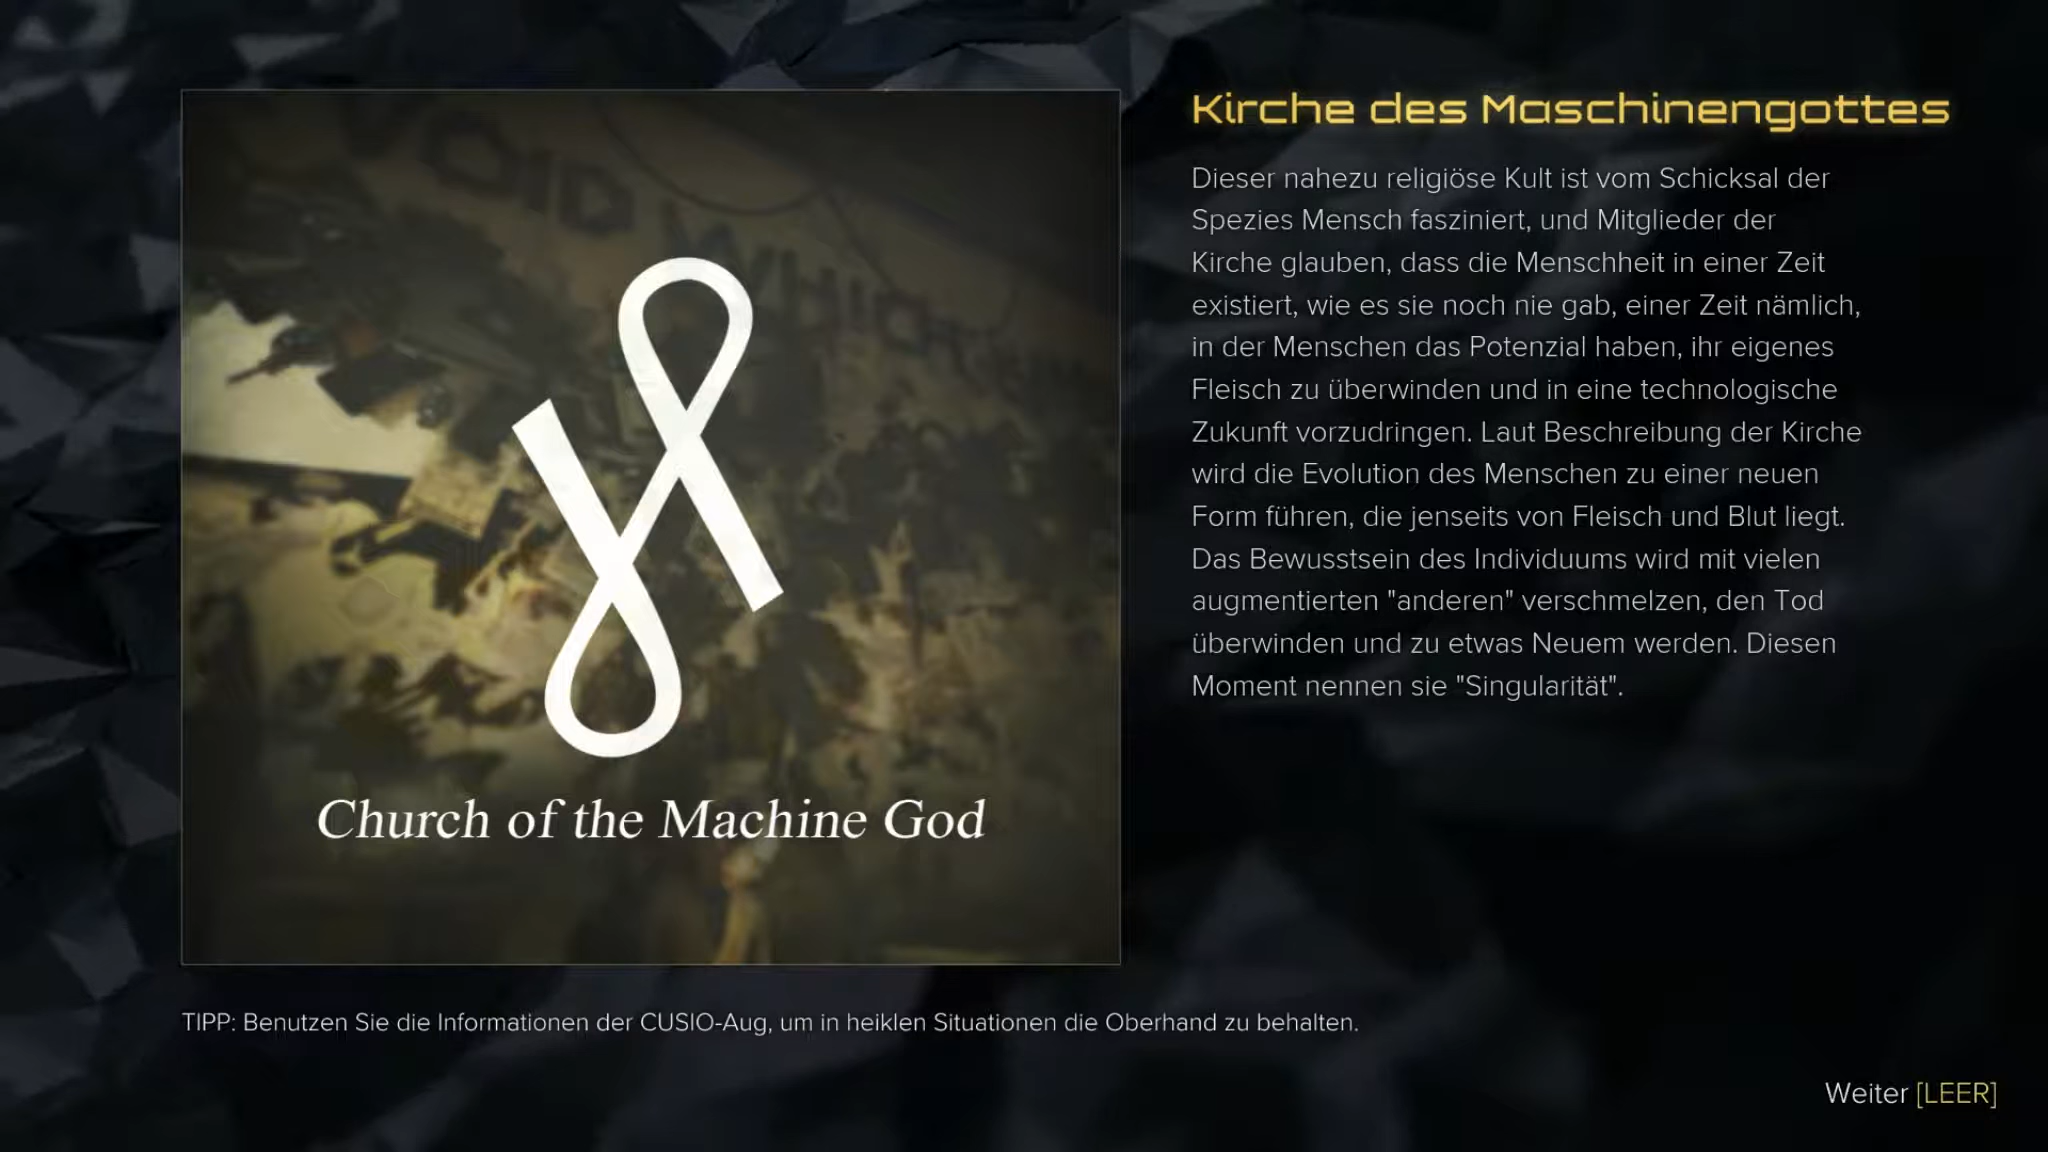 Kirche des Maschinengottes
Dieser nahezu religiöse Kult ist vom Schicksal der
Spezies Mensch fasziniert, und Mitglieder der
Kirche glauben, dass die Menschheit in einer Zeit
existiert, wie es sie noch nie gab, einer Zeit nämlich,
in der Menschen das Potenzial haben, ihr eigenes
Fleisch zu überwinden und in eine technologische
Zukunft vorzudringen. Laut Beschreibung der Kirche
wird die Evolution des Menschen zu einer neuen
Form führen, die jenseits von Fleisch und Blut liegt.
Das Bewusstsein des Individuums wird mit vielen
augmentierten "anderen" verschmelzen, den Tod
überwinden und zu etwas Neuem werden. Diesen
Moment nennen sie "Singularität".
VOID WHICH
Church of the Machine God
TIPP: Benutzen Sie die Informationen der CUSIO-Aug, um in heiklen Situationen die Oberhand zu behalten.
Weiter [LEER]